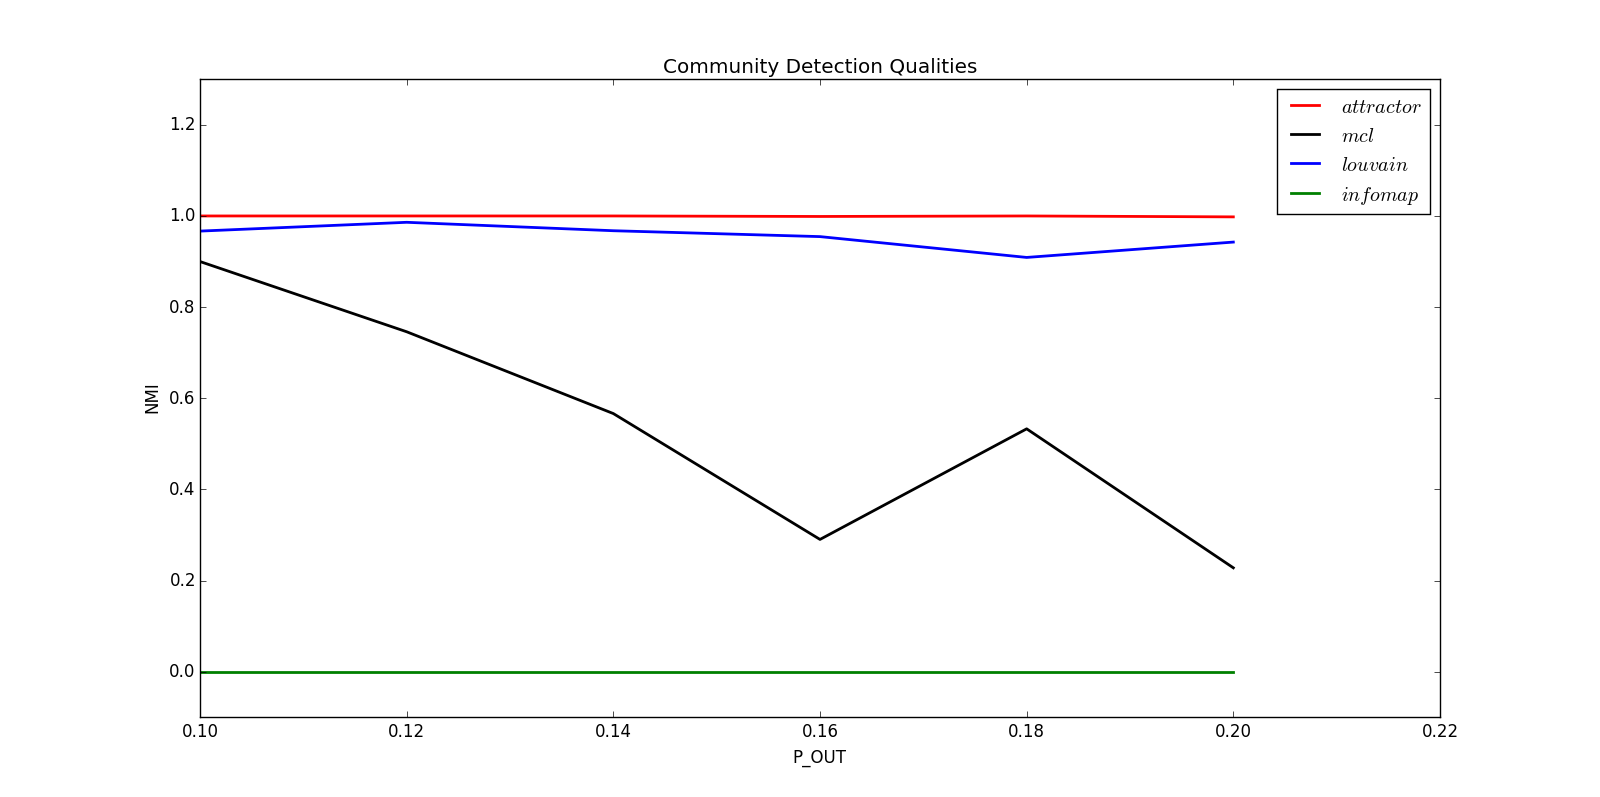 Community Detection Qualities
attractor
mcl
louvain
infomap
1.2
1.0
0.8
0.6
0.4
0.2
0.0
NMI
0.10 0.12 0.14 0.16 0.18 0.20 0.22
P_OUT